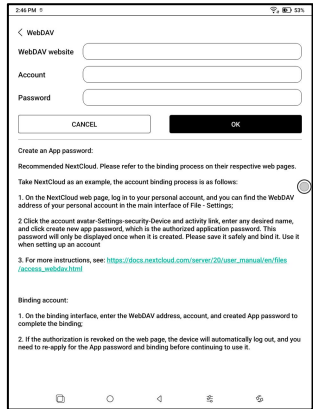 2:46 PM
53%
WebDAV
WebDAV website
Account
Password
CANCEL
OK
Create an App password:
Recommended NextCloud. Please refer to the binding process on their respective web pages.
Take NextCloud as an example, the account binding process is as follows:
1. On the NextCloud web page, log in to your personal account, and you can find the WebDAV
address of your personal account in the main interface of File - Settings;
2 Click the account avatar-Settings-security-Device and activity link, enter any desired name,
and click create new app password, which is the authorized application password. This
password will only be displayed once when it is created. Please save it safely and bind it. Use it
when setting up an account
3. For more instructions, see: https://docs.nextcloud.com/server/20/user_manual/en/files
/access_webdav.html
Binding account:
1. On the binding interface, enter the WebDAV address, account, and created App password to
complete the binding;
2. If the authorization is revoked on the web page, the device will automatically log out, and you
need to re-apply for the App password and binding before continuing to use it.